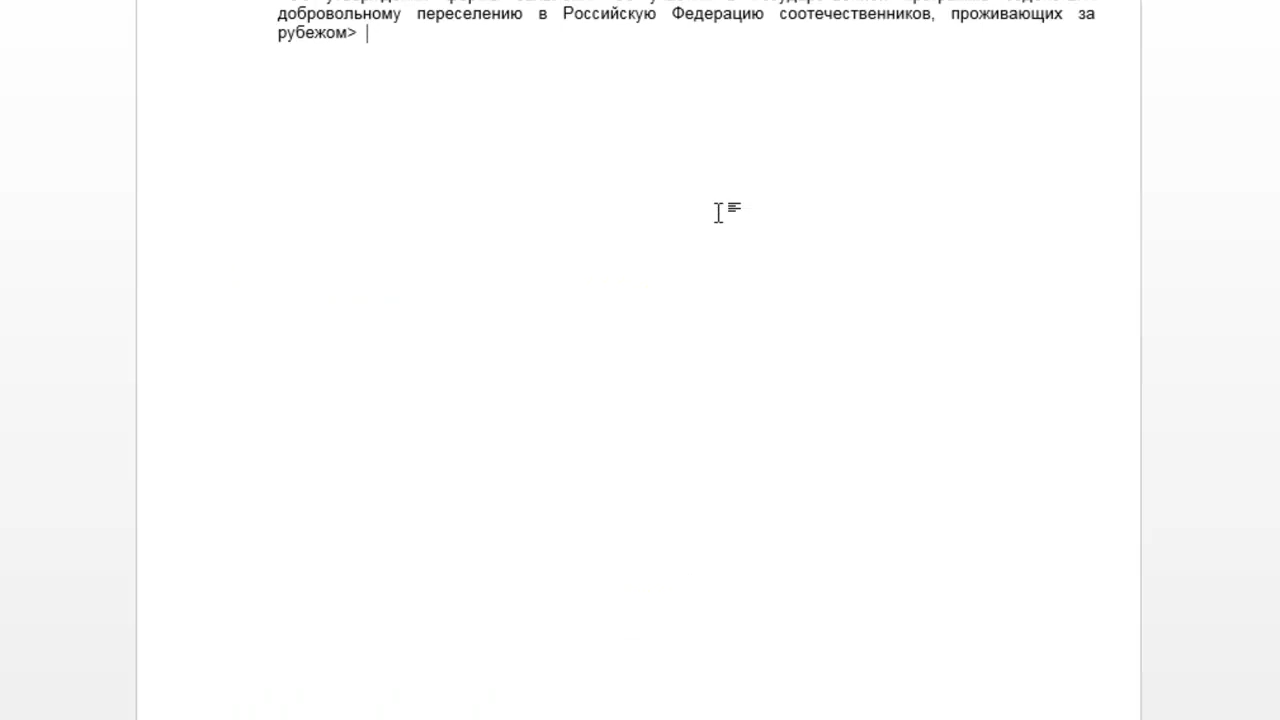 добровольному переселению в Российскую Федерацию соотечественников, проживающих за
рубежом>